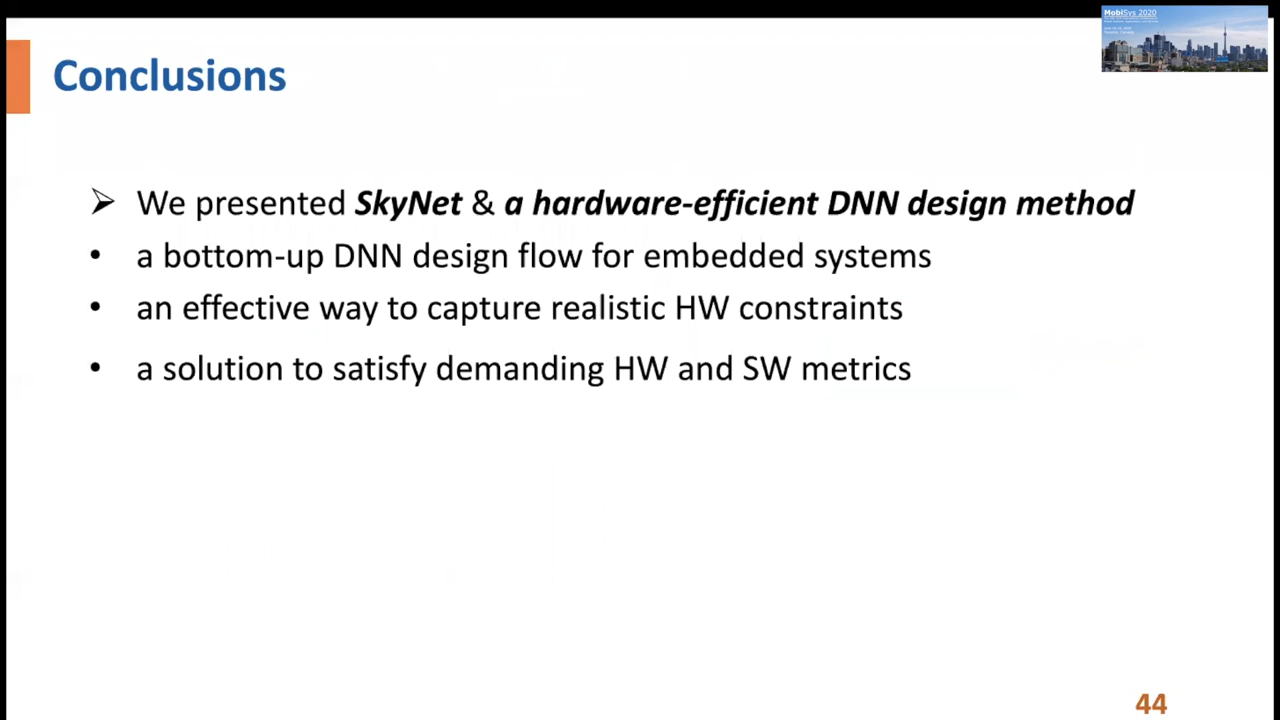 MobiSys 2020
Conclusions
➢ We presented SkyNet & a hardware-efficient DNN design method
• a bottom-up DNN design flow for embedded systems
• an effective way to capture realistic HW constraints
• a solution to satisfy demanding HW and SW metrics
44